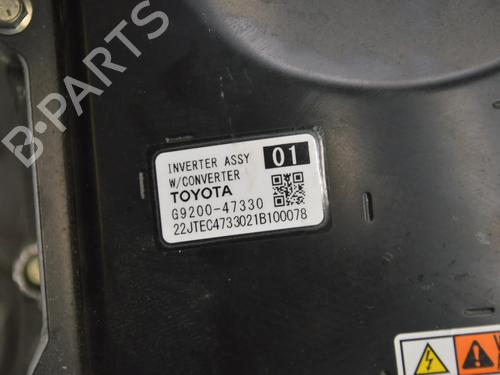 B-PARTS
INVERTER ASSY 01
W/CONVERTER
TOYOTA
G9200-47330
22JTEC4733021B100078